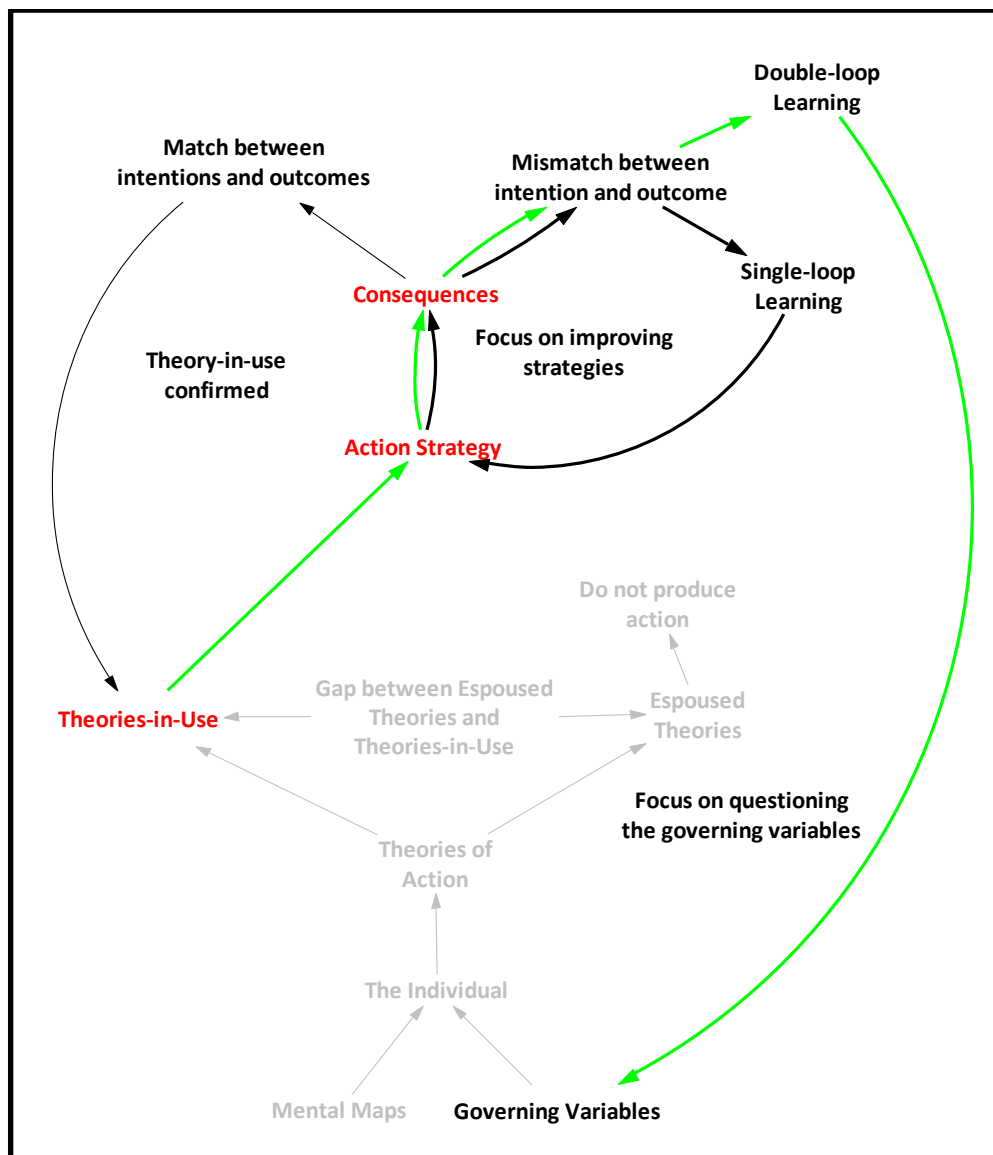 Double-loop
Learning
Match between
intentions and outcomes
Mismatch between
intention and outcome
Single-loop
Learning
Consequences
Focus on improving
strategies
Theory-in-use
confirmed
Action Strategy
Do not produce
action
Gap between Espoused
Theories and
Theories-in-Use
Espoused
Theories
Theories-in-Use
Focus on questioning
the governing variables
Theories of
Action
The Individual
Mental Maps
Governing Variables